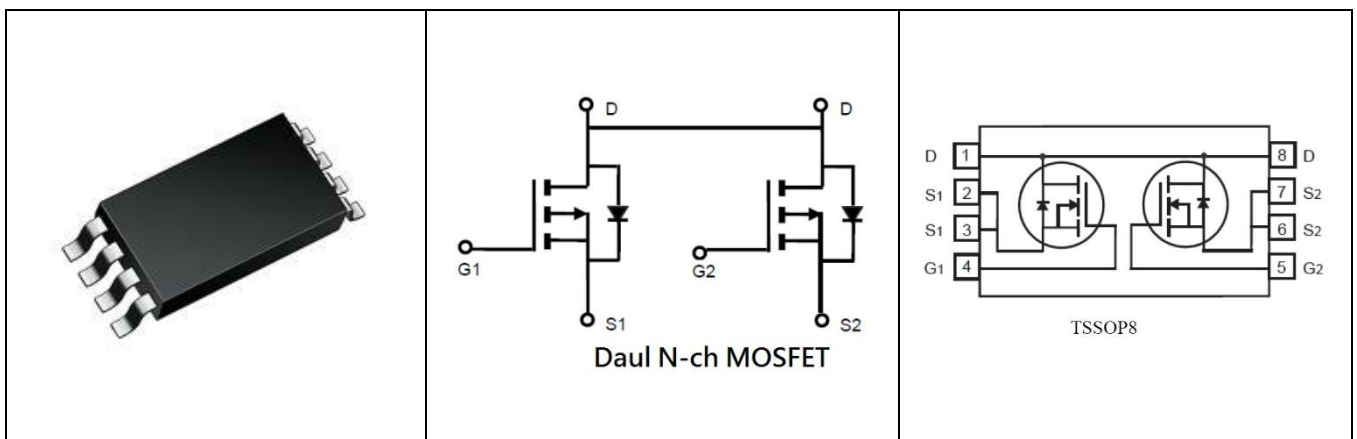 D
D
G1
G2
S1
S2
Daul N-ch MOSFET
D 1
8 D
S1 2
7 S2
S1 3
6 S2
G1 4
5 G2
TSSOP8